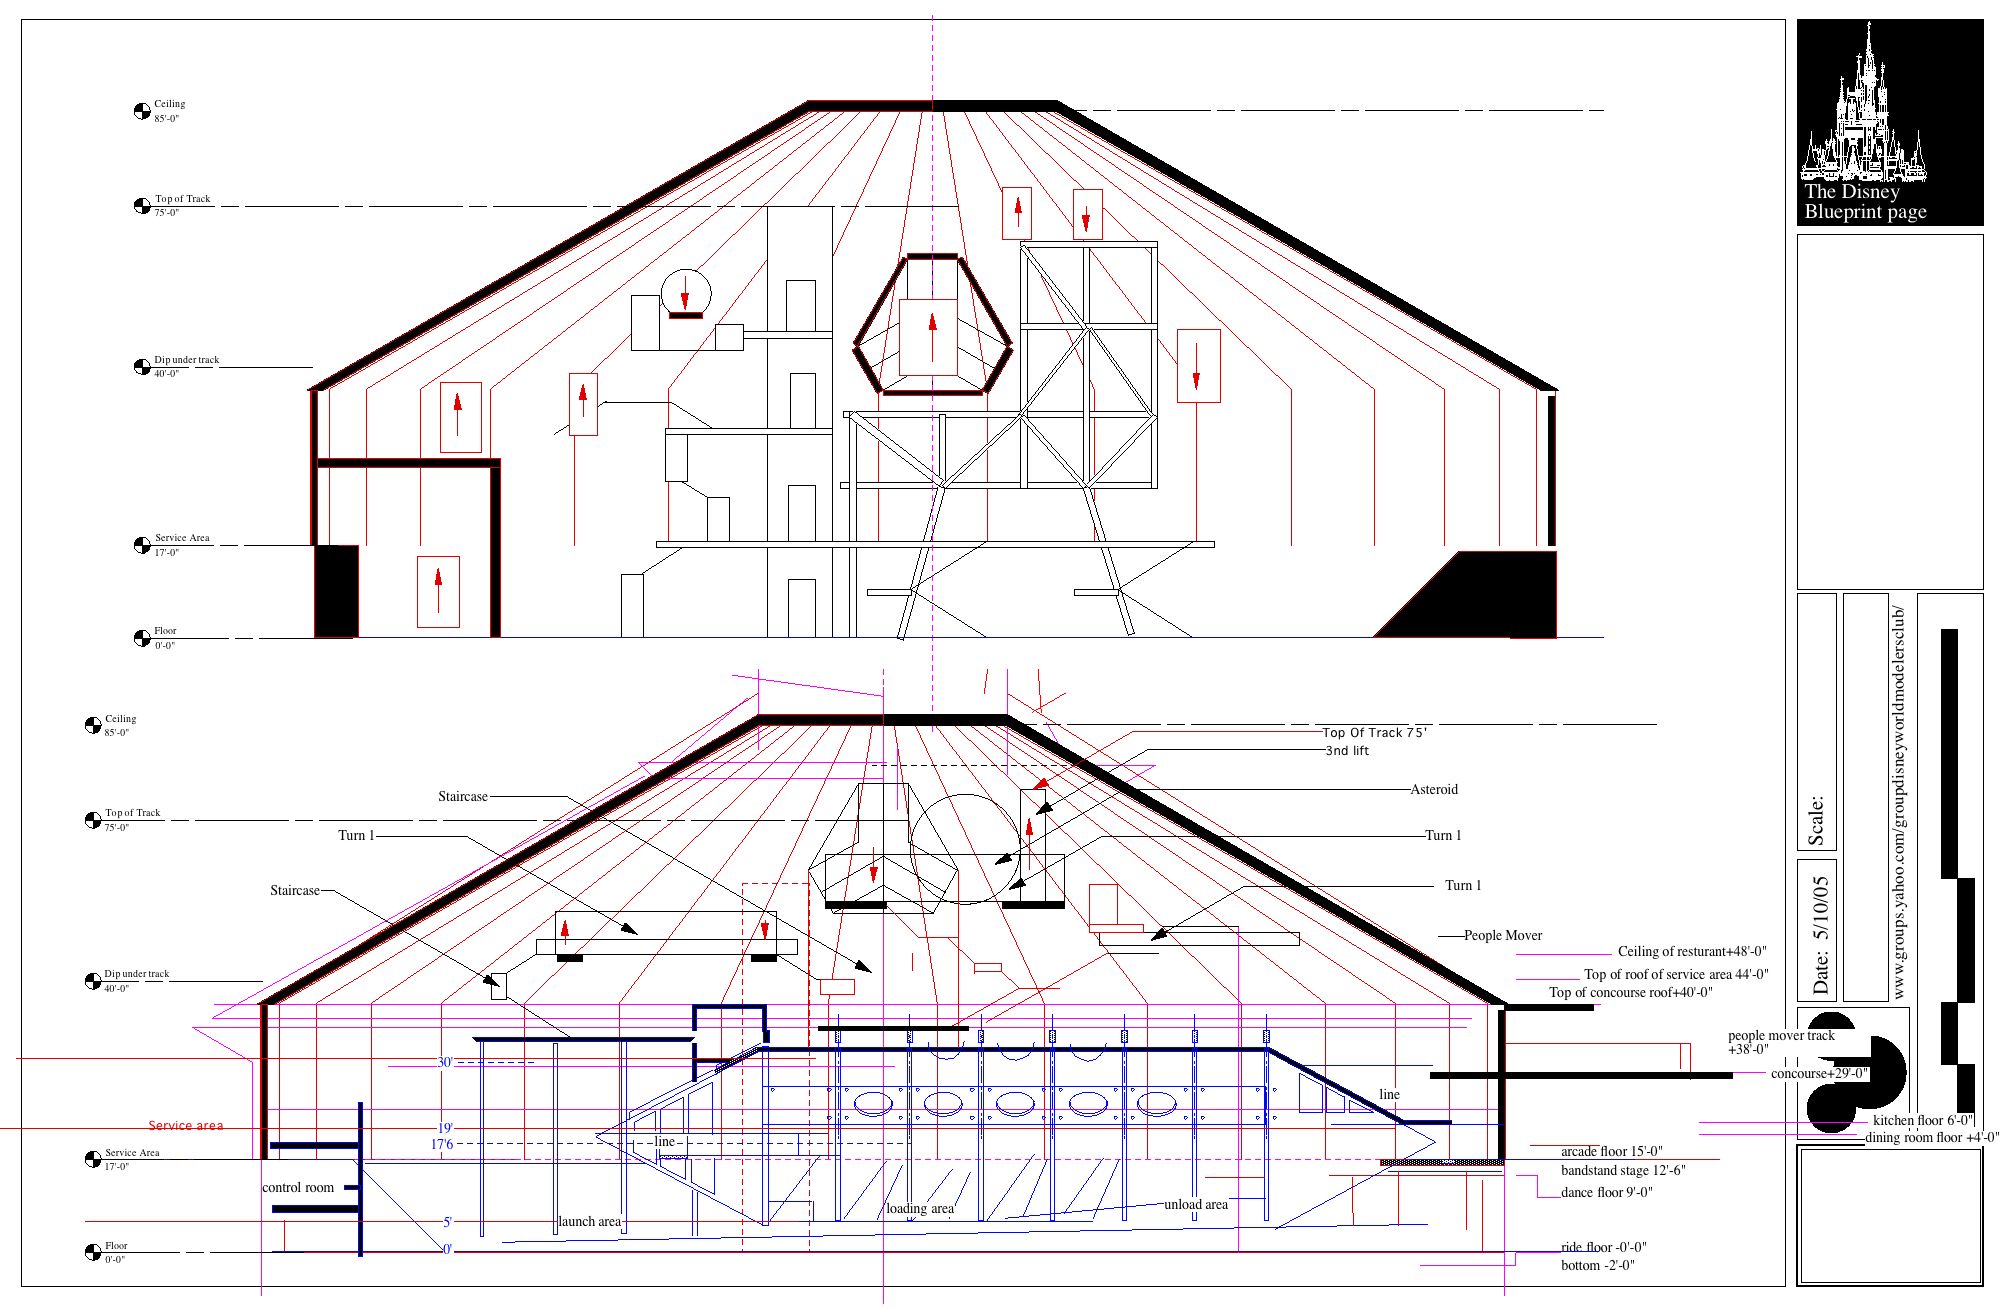 Ceiling
85'-0"
Top of Track
75'-0"
Dip under track
40'-0"
Service Area
17'-0"
Floor
0'-0"
The Disney
Blueprint page
Ceiling
85'-0"
Top of Track
75'-0"
Dip under track
40'-0"
Service Area
17'-0"
Floor
0'-0"
Staircase
Turn 1
Staircase
Top Of Track 75'
3nd lift
Asteroid
Turn 1
Turn 1
People Mover
Ceiling of resturant+48'-0"
Top of roof of service area 44'-0"
Top of concourse roof+40'-0"
people mover track
+38'-0"
concourse+29'-0"
kitchen floor 6'-0"
dining room floor +4'-0"
arcade floor 15'-0"
bandstand stage 12'-6"
dance floor 9'-0"
ride floor -0'-0"
bottom -2'-0"
Service area
30'
19'
17'6
5'
0'
control room
launch area
line
loading area
unload area
line
Scale:
Date: 5/10/05
www.groups.yahoo.com/groupdisneyworldmodelersclub/